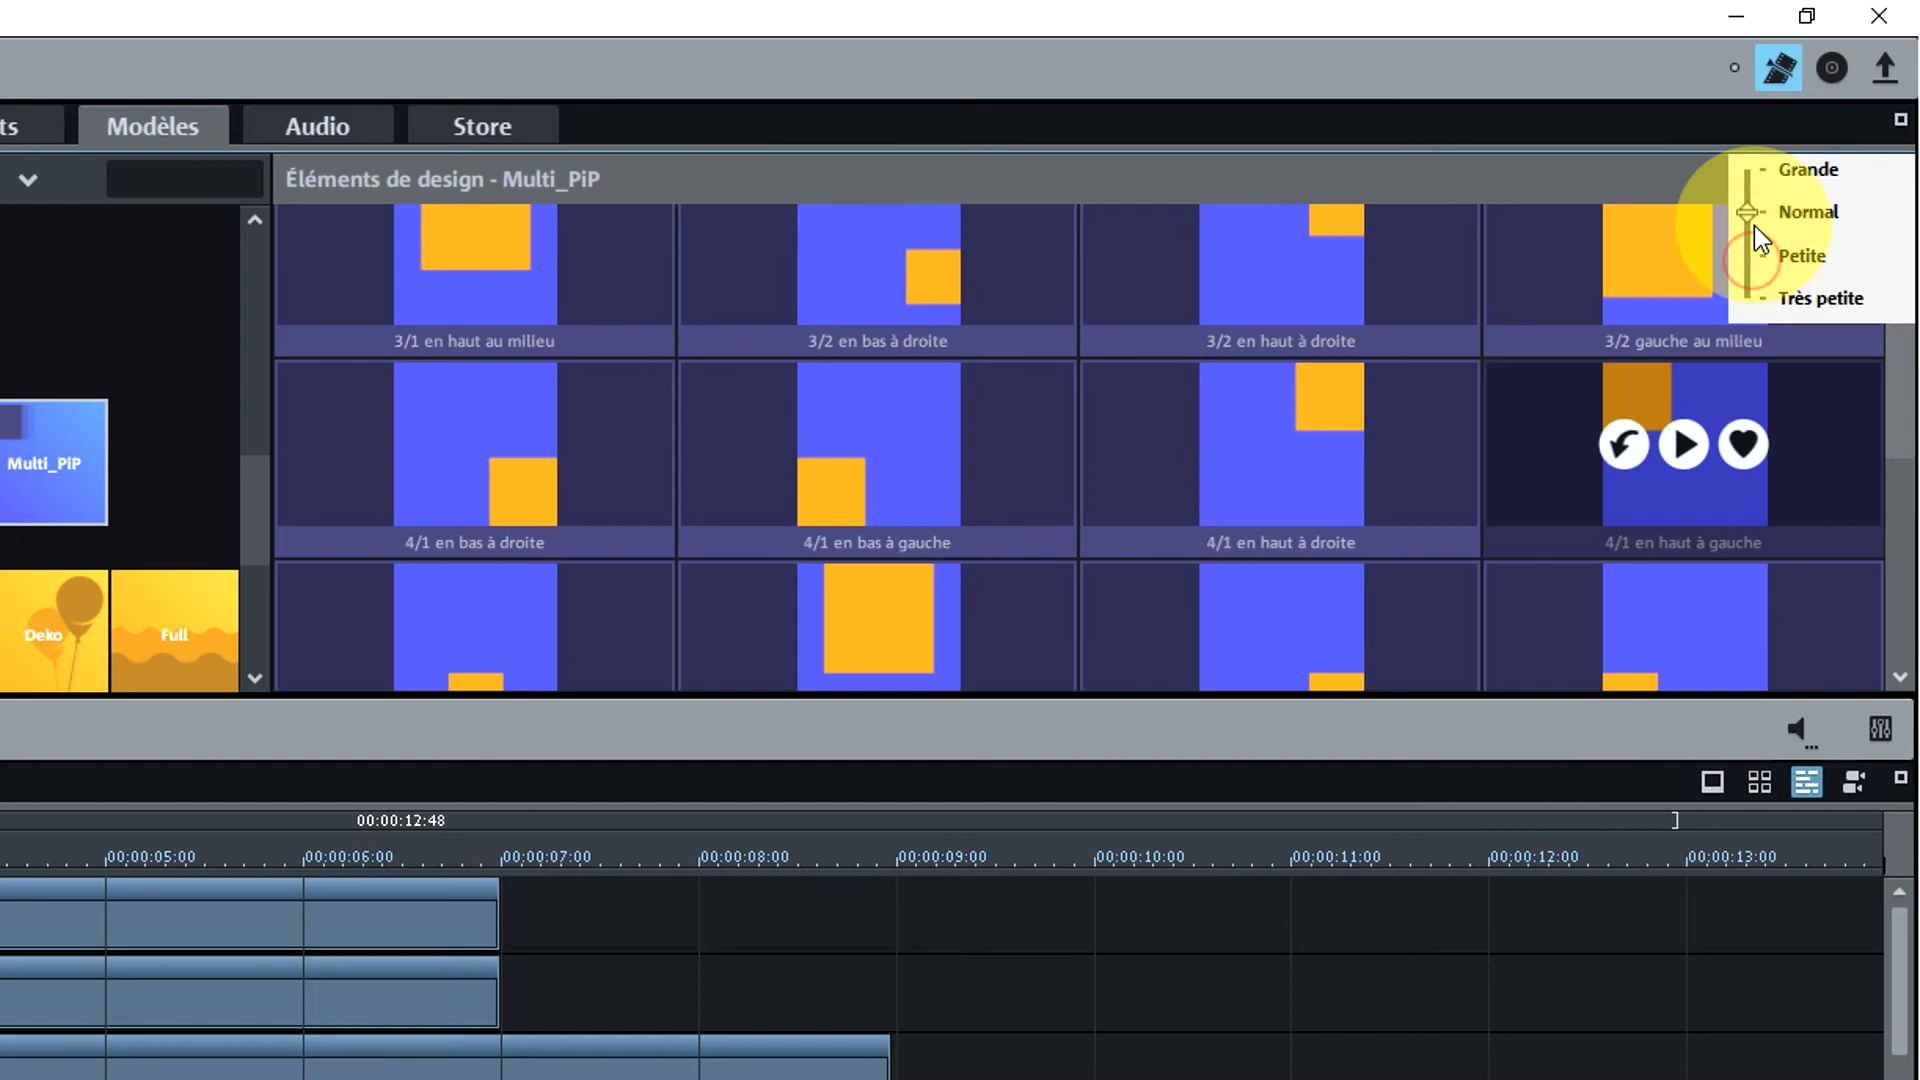 ts
Modèles
Audio
Store
Éléments de design - Multi_PiP
Grande
Normal
Petite
Très petite
3/1 en haut au milieu
3/2 en bas à droite
3/2 en haut à droite
3/2 gauche au milieu
Multi_PIP
4/1 en bas à droite
4/1 en bas à gauche
4/1 en haut à droite
4/1 en haut à gauche
Deko
Full
00:00:12:48
00:00:05:00
00:00:06:00
00:00:07:00
00:00:08:00
00:00:09:00
00:00:10:00
00:00:11:00
00:00:12:00
00:00:13:00